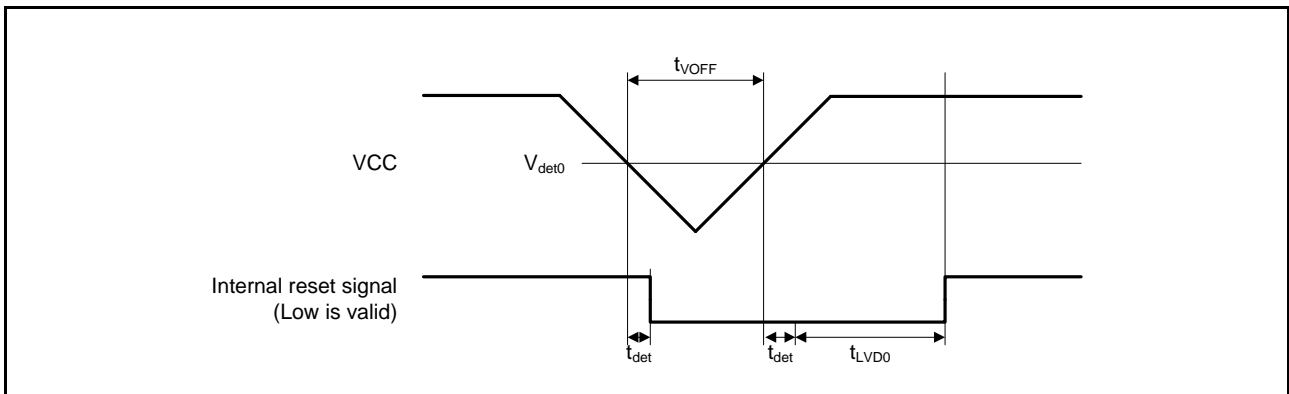 tVOFF
VCC
Vdet0
Internal reset signal
(Low is valid)
tdet
tdet
tLVD0